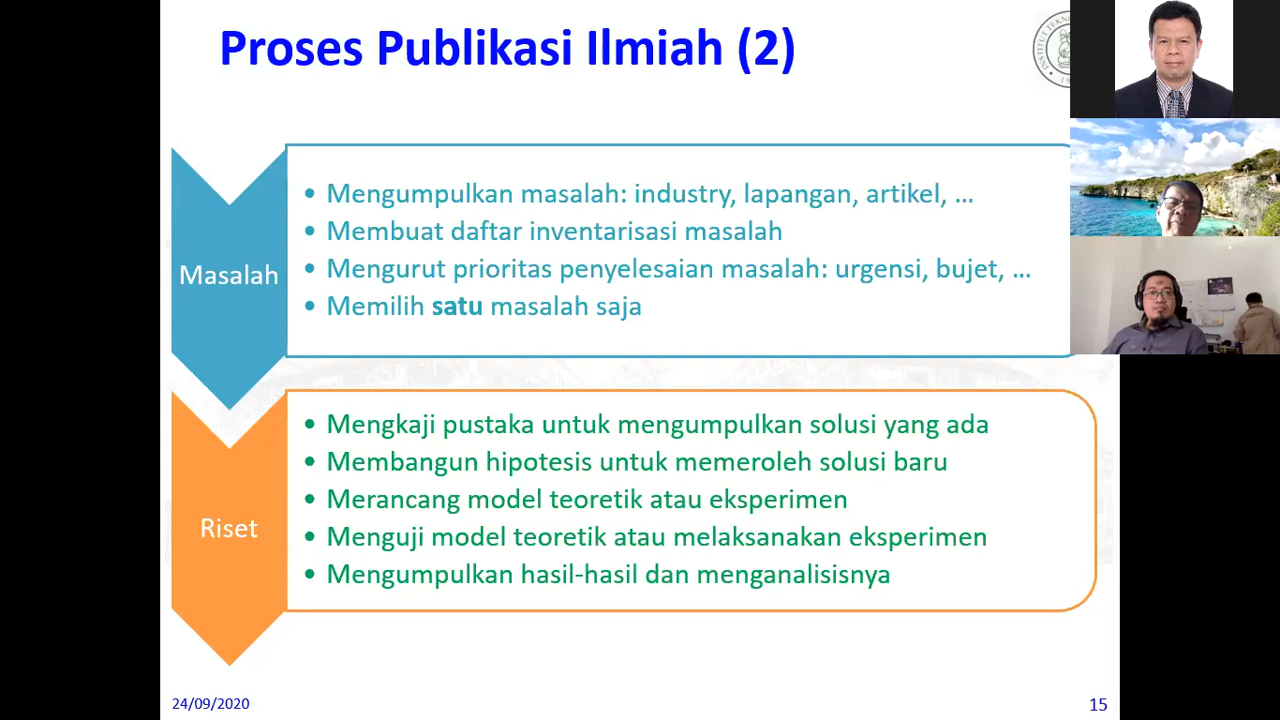 Proses Publikasi Ilmiah (2)
Masalah
• Mengumpulkan masalah: industry, lapangan, artikel, ...
• Membuat daftar inventarisasi masalah
• Mengurut prioritas penyelesaian masalah: urgensi, bujet, ...
• Memilih satu masalah saja
Riset
• Mengkaji pustaka untuk mengumpulkan solusi yang ada
• Membangun hipotesis untuk memeroleh solusi baru
• Merancang model teoretik atau eksperimen
• Menguji model teoretik atau melaksanakan eksperimen
• Mengumpulkan hasil-hasil dan menganalisisnya
24/09/2020
15